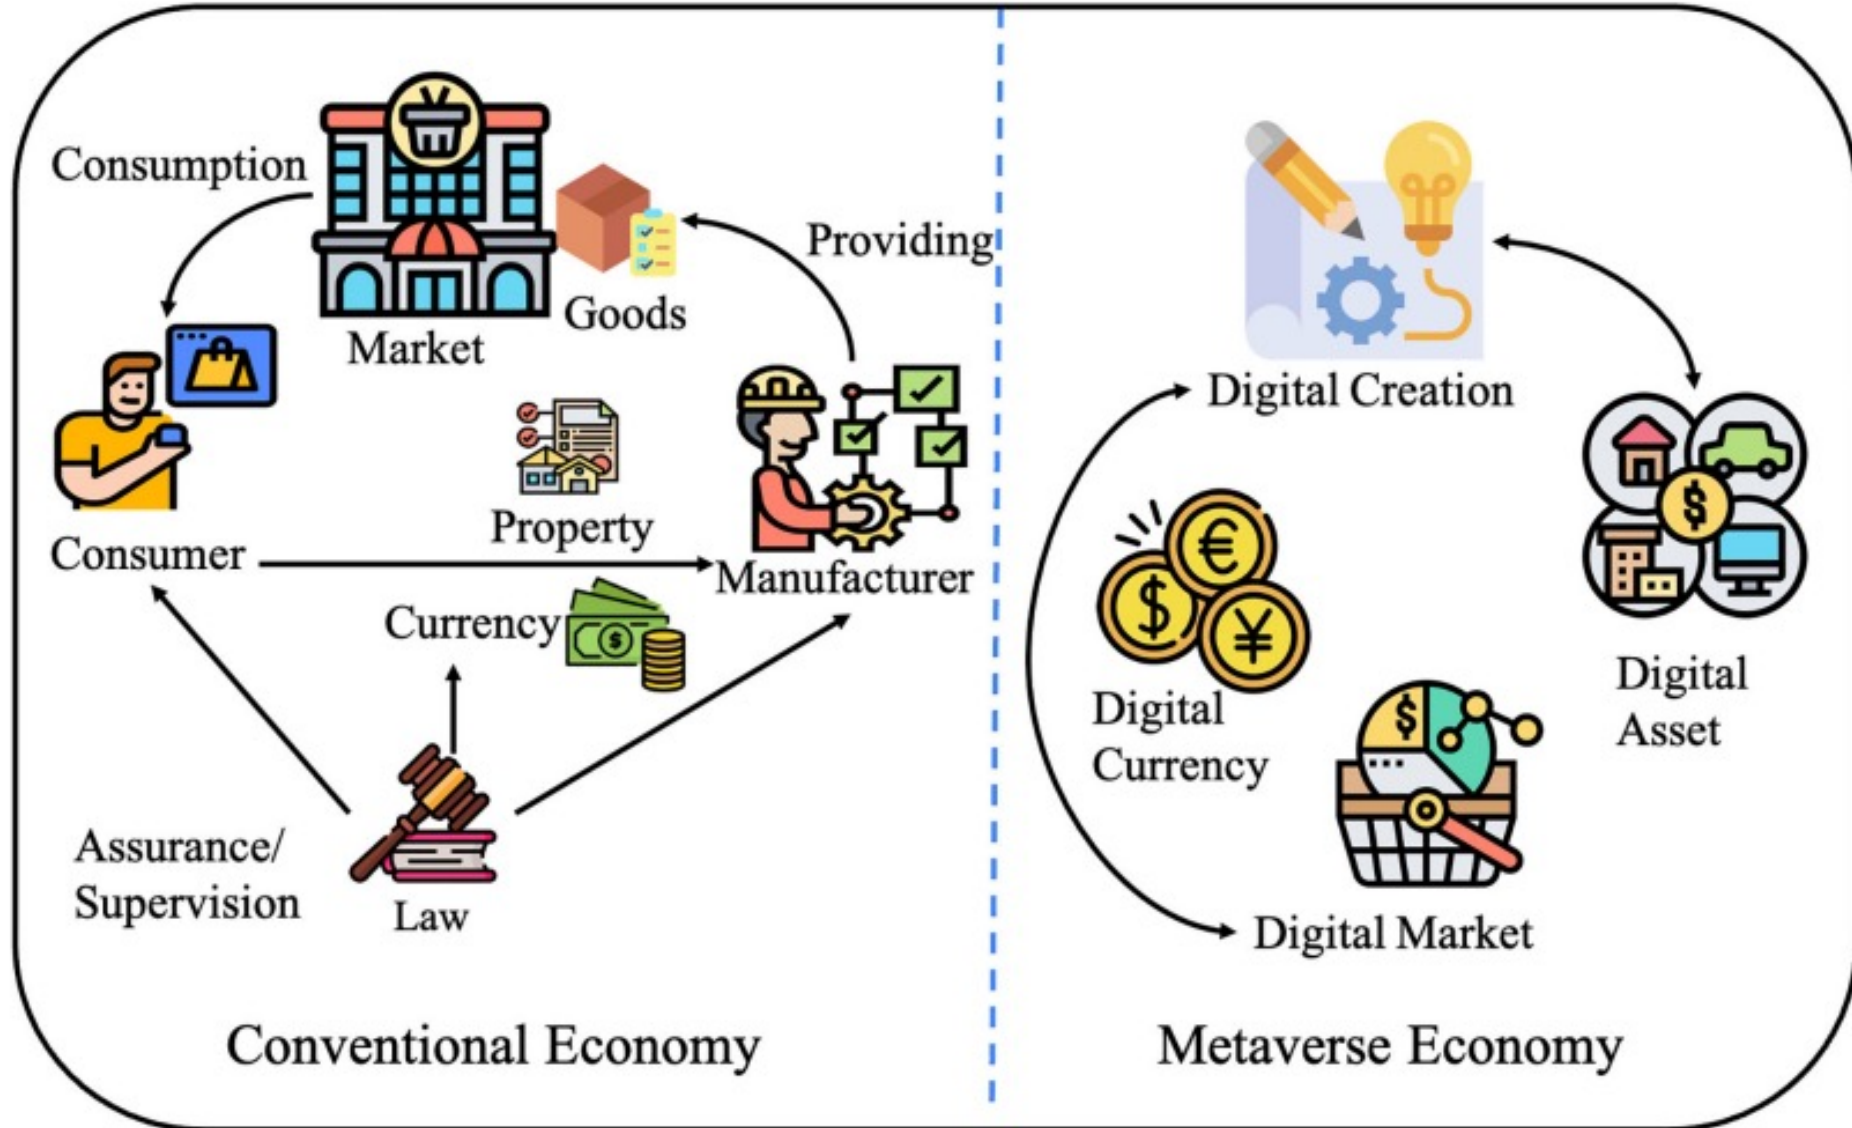 Consumption
Market
Goods
Providing
Consumer
Property
Manufacturer
Currency
Assurance/
Supervision
Law
Conventional Economy
Digital Creation
Digital
Asset
Digital
Currency
Digital Market
Metaverse Economy